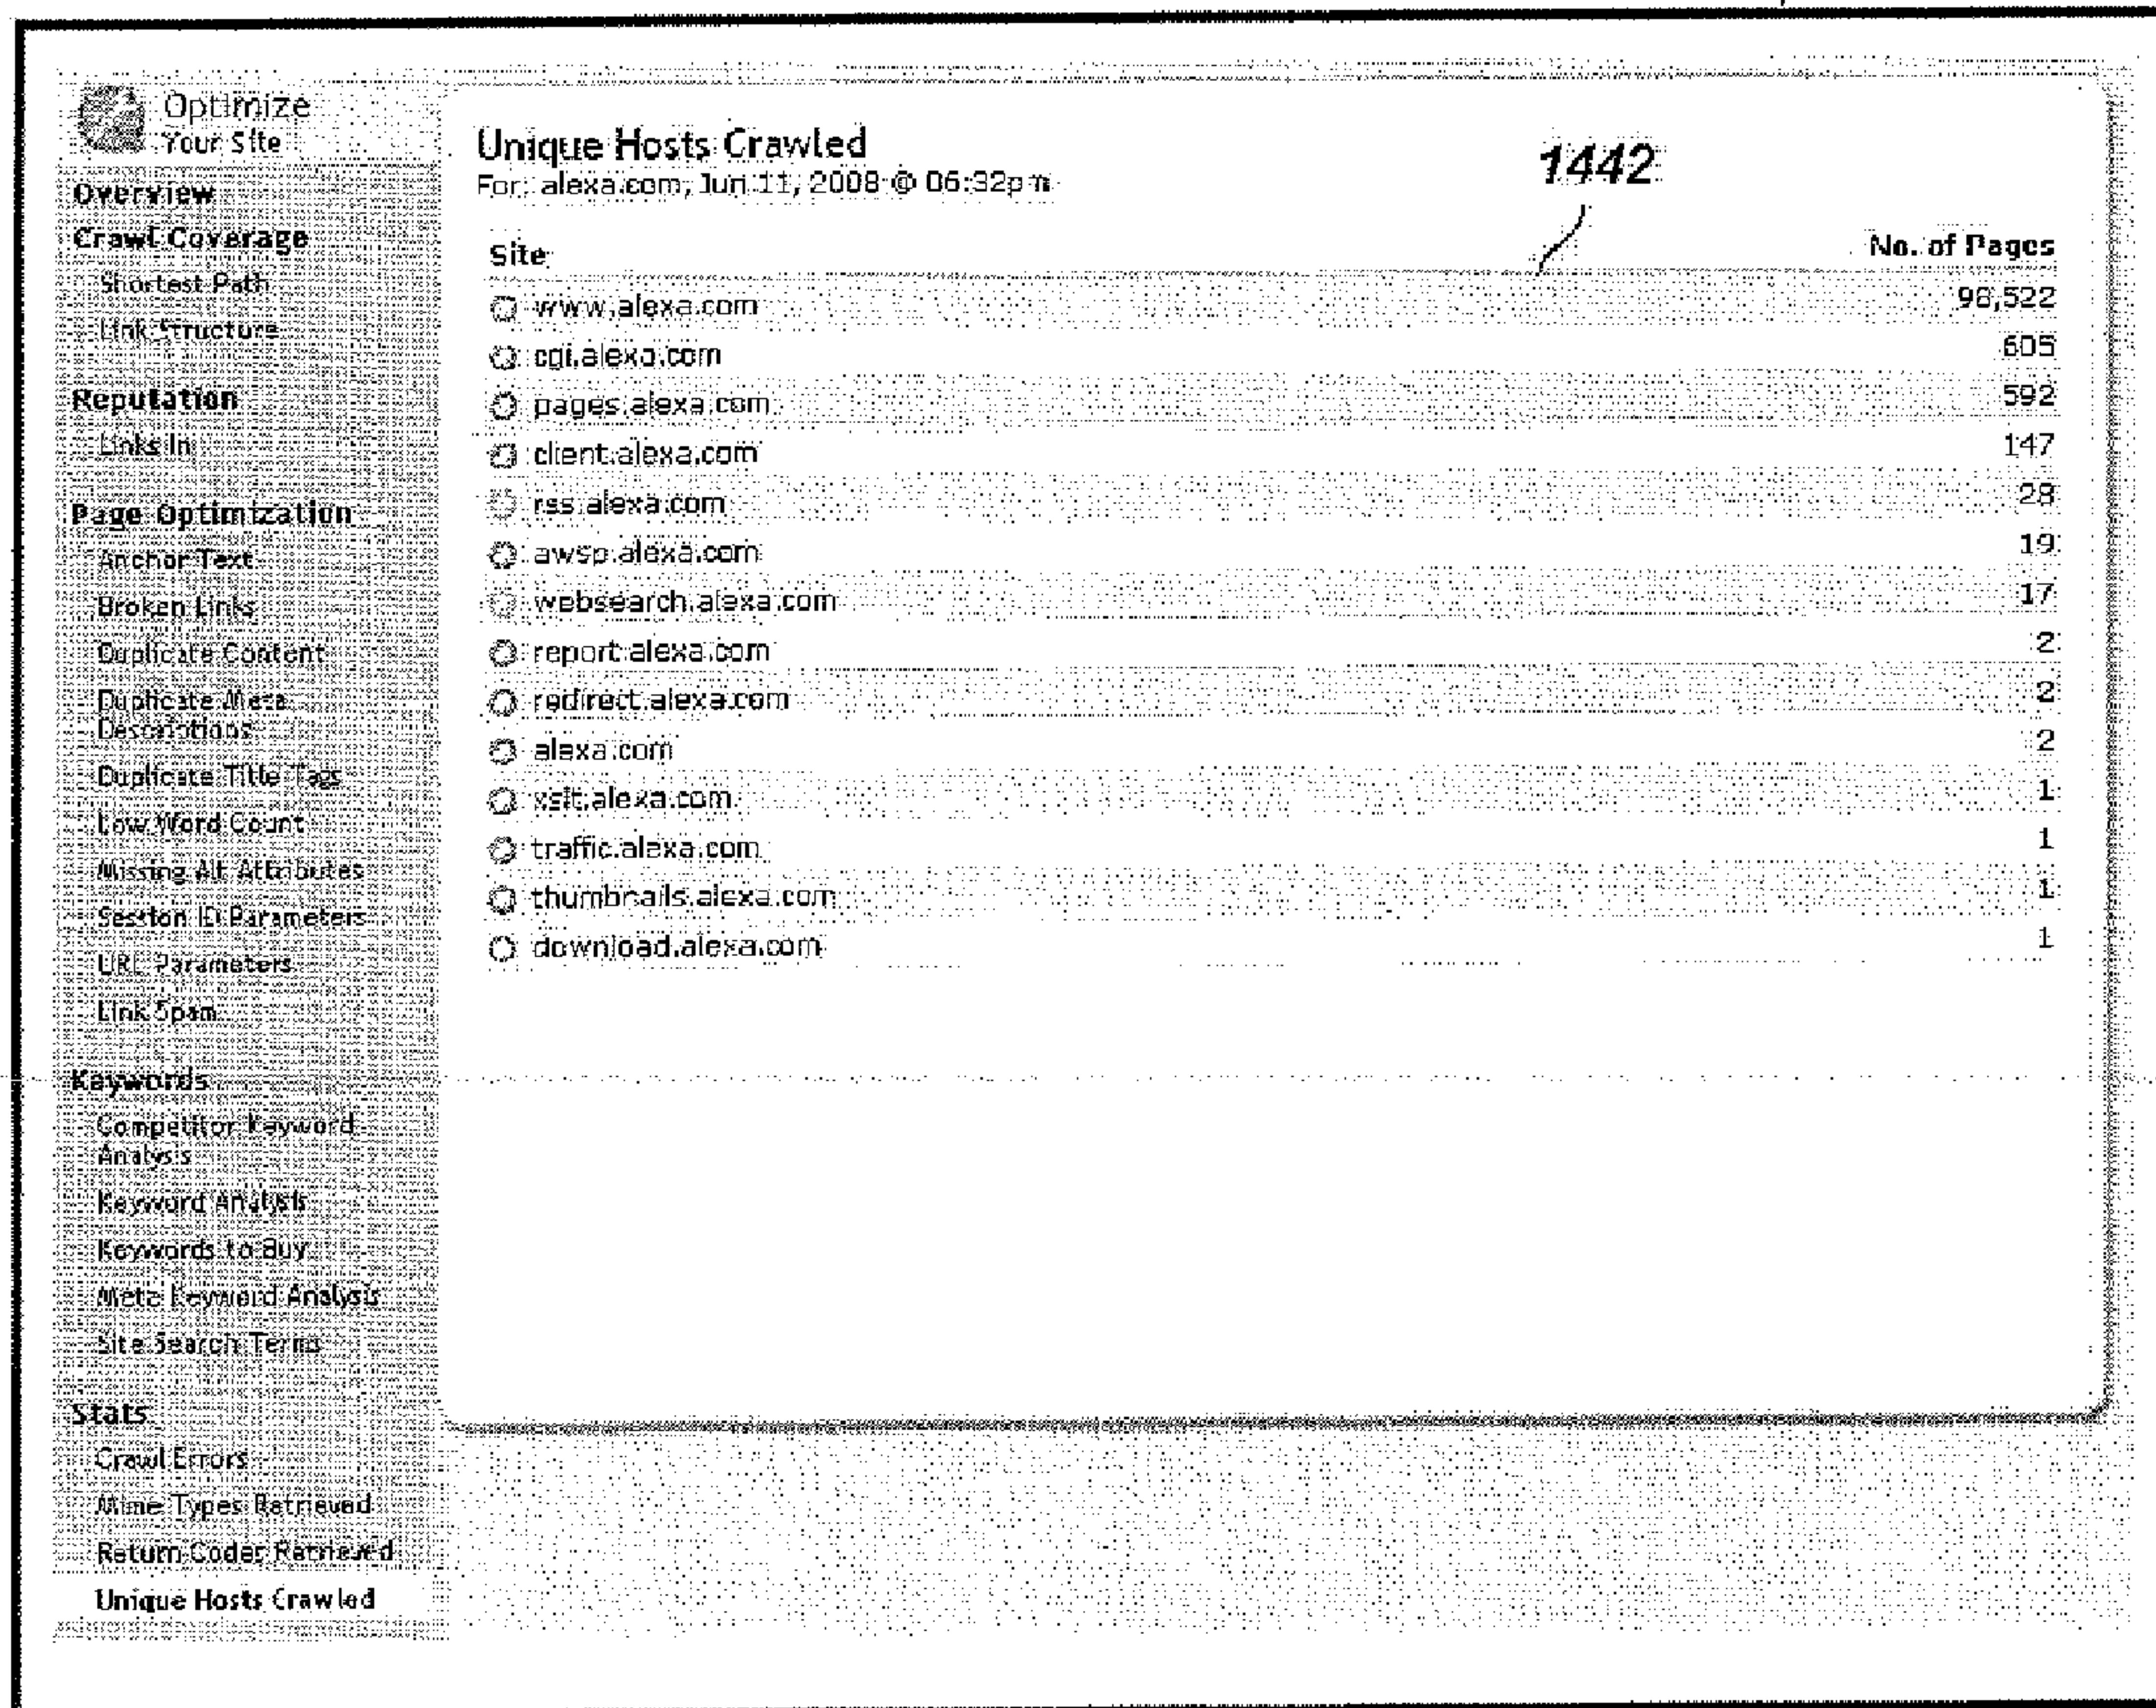 Optimize
Your Site
Overview
Crawl Coverage
Shortest Path
Link Structure
Reputation
Links In
Page Optimization
Anchor Text
Broken Links
Duplicate Content
Duplicate Meta
Descriptions
Duplicate Title Tags
Low Word Count
Missing Alt Attributes
Session ID Parameters
URL Parameters
Link Spam
Keywords
Competitor Keyword
Analysis
Keyword Analysis
Keywords to Buy
Meta Keyword Analysis
Site Search Terms
Stats
Crawl Errors
Mime Types Retrieved
Return Codes Retrieved
Unique Hosts Crawled
Unique Hosts Crawled
For: alexa.com, Jun 11, 2008 @ 06:32pm
1442
Site No. of Pages
www.alexa.com 98,522
cgi.alexa.com 605
pages.alexa.com 592
client.alexa.com 147
rss.alexa.com 28
awsp.alexa.com 19
websearch.alexa.com 17
report.alexa.com 2
redirect.alexa.com 2
alexa.com 2
xslt.alexa.com 1
traffic.alexa.com 1
thumbnails.alexa.com 1
download.alexa.com 1